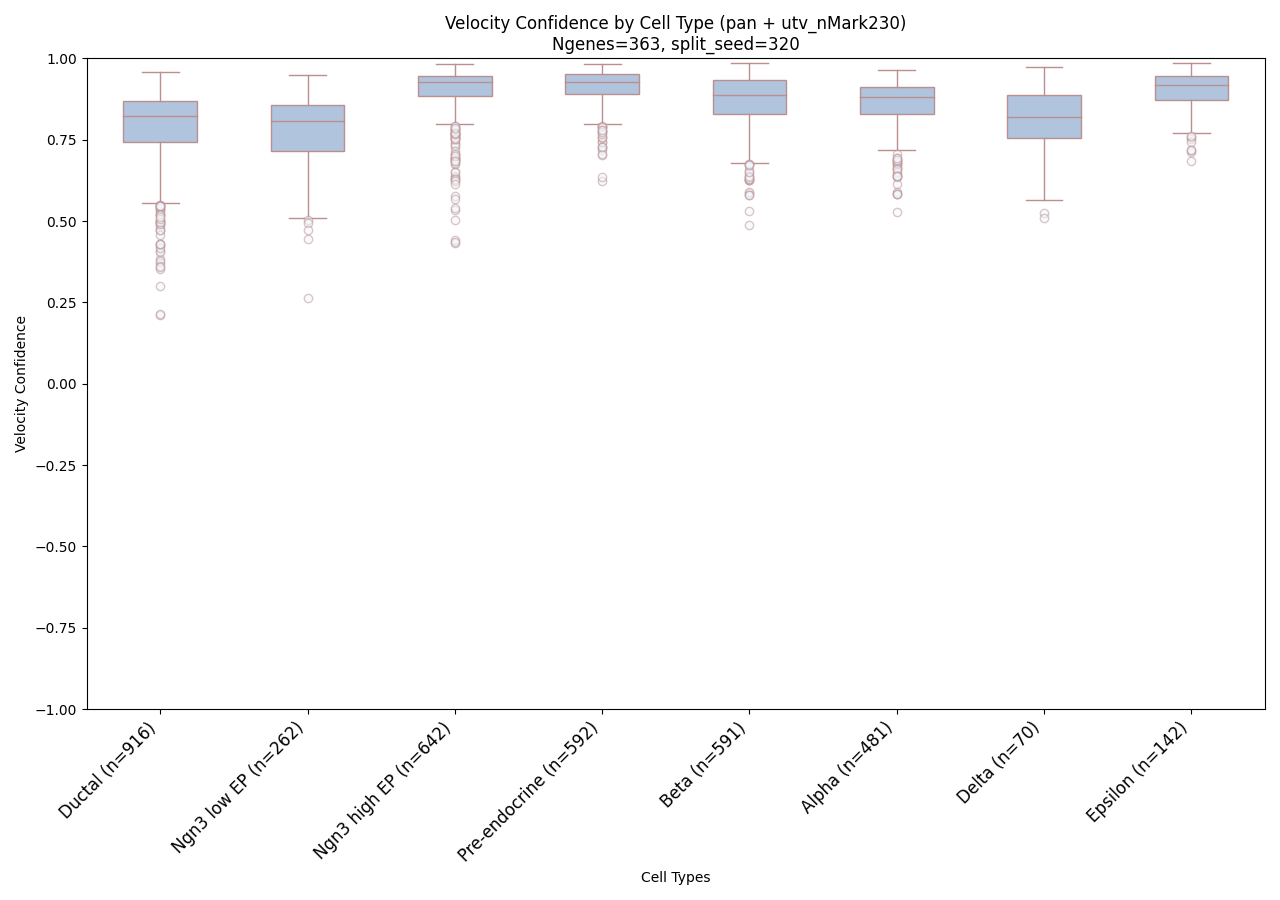 Velocity Confidence by Cell Type (pan + utv_nMark230)
Ngenes=363, split_seed=320
Velocity Confidence
1.00
0.75
0.50
0.25
0.00
−0.25
−0.50
−0.75
−1.00
Ductal (n=916)
Ngn3 low EP (n=262)
Ngn3 high EP (n=642)
Pre-endocrine (n=592)
Beta (n=591)
Alpha (n=481)
Delta (n=70)
Epsilon (n=142)
Cell Types